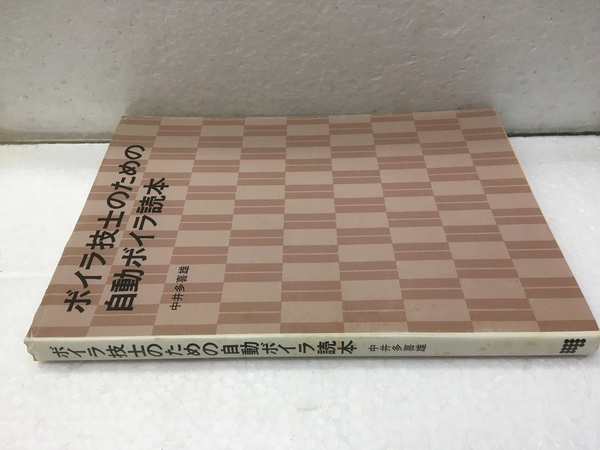 ボイラ技士のための
自動ボイラ読本
中井多喜雄
ボイラ技士のための自動ボイラ読本 中井多喜雄